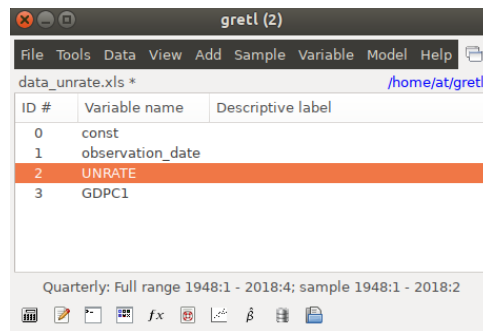 gretl (2)
File Tools Data View Add Sample Variable Model Help
data_unrate.xls * /home/at/gretl
ID # Variable name Descriptive label
0 const
1 observation_date
2 UNRATE
3 GDPC1
Quarterly: Full range 1948:1 - 2018:4; sample 1948:1 - 2018:2
fx β̂